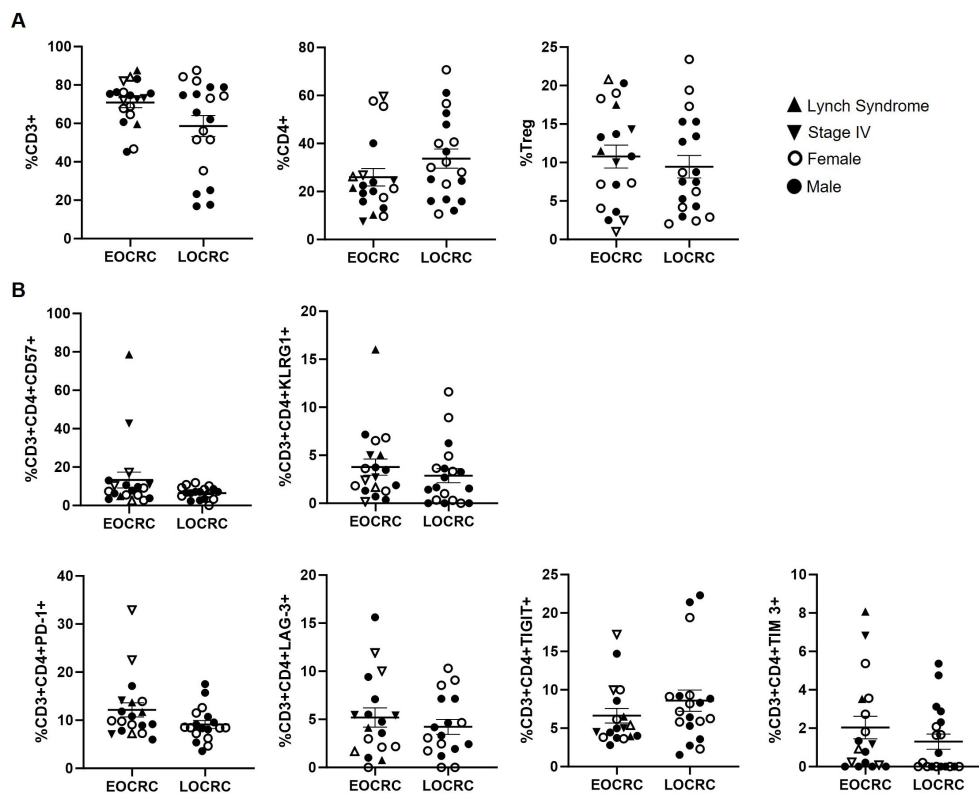 A
%CD3+
100
80
60
40
20
0
EOCRC LOCRC
%CD4+
80
60
40
20
0
EOCRC LOCRC
%Treg
25
20
15
10
5
0
EOCRC LOCRC
Lynch Syndrome
Stage IV
Female
Male
B
%CD3+CD4+CD57+
100
80
60
40
20
0
EOCRC LOCRC
%CD3+CD4+KLRG1+
20
15
10
5
0
EOCRC LOCRC
%CD3+CD4+PD-1+
40
30
20
10
0
EOCRC LOCRC
%CD3+CD4+LAG-3+
20
15
10
5
0
EOCRC LOCRC
%CD3+CD4+TIGIT+
25
20
15
10
5
0
EOCRC LOCRC
%CD3+CD4+TIM 3+
10
8
6
4
2
0
EOCRC LOCRC